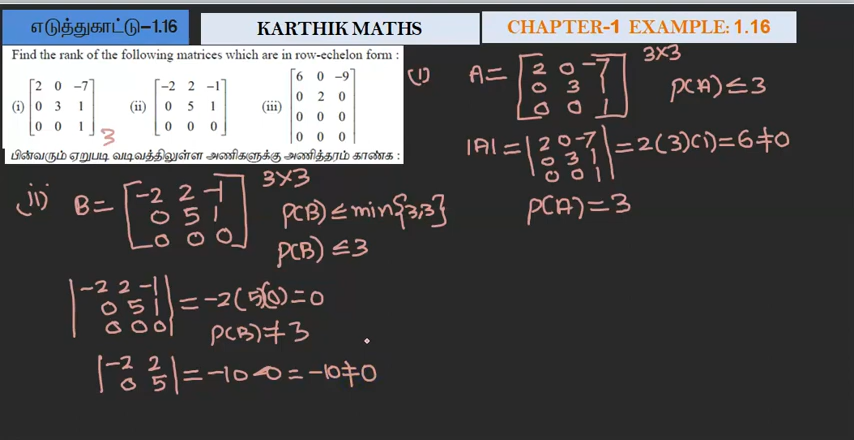 எடுத்துகாட்டு-1.16
KARTHIK MATHS
CHAPTER-1 EXAMPLE: 1.16
Find the rank of the following matrices which are in row-echelon form :
(i) [2 0 -7
0 3 1
0 0 1]
(ii) [-2 2 -1
0 5 1
0 0 0]
(iii) [6 0 -9
0 2 0
0 0 0
0 0 0]
3
பின்வரும் ஏறுபடி வடிவத்திலுள்ள அணிகளுக்கு அணித்தரம் காண்க :
(i) A = [2 0 -7
0 3 1
0 0 1] 3×3
ρ(A) ≤ 3
|A| = |2 0 -7
0 3 1
0 0 1| = 2(3)(1) = 6 ≠ 0
ρ(A) = 3
(ii) B = [-2 2 -1
0 5 1
0 0 0] 3×3
ρ(B) ≤ min{3,3}
ρ(B) ≤ 3
|-2 2 -1
0 5 1
0 0 0| = -2(5)(0) = 0
ρ(B) ≠ 3
|-2 2
0 5| = -10 - 0 = -10 ≠ 0